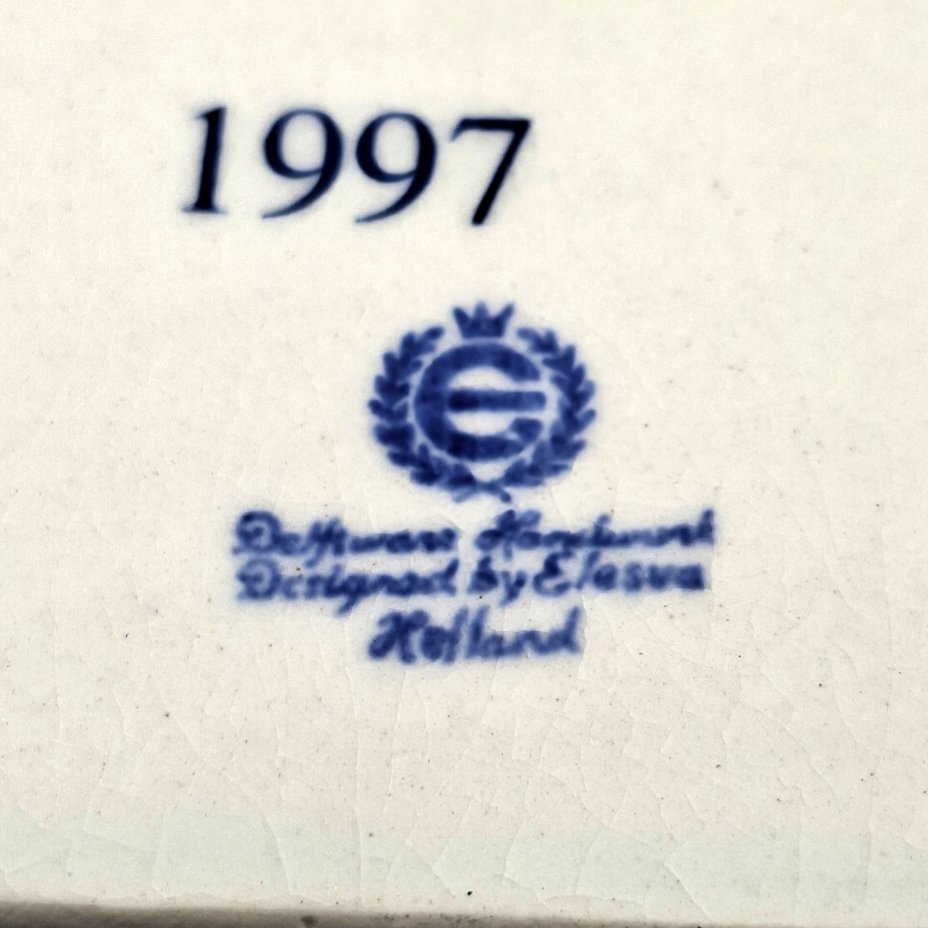 1997
E
Delftware Handwork
Designed by Elesva
Holland